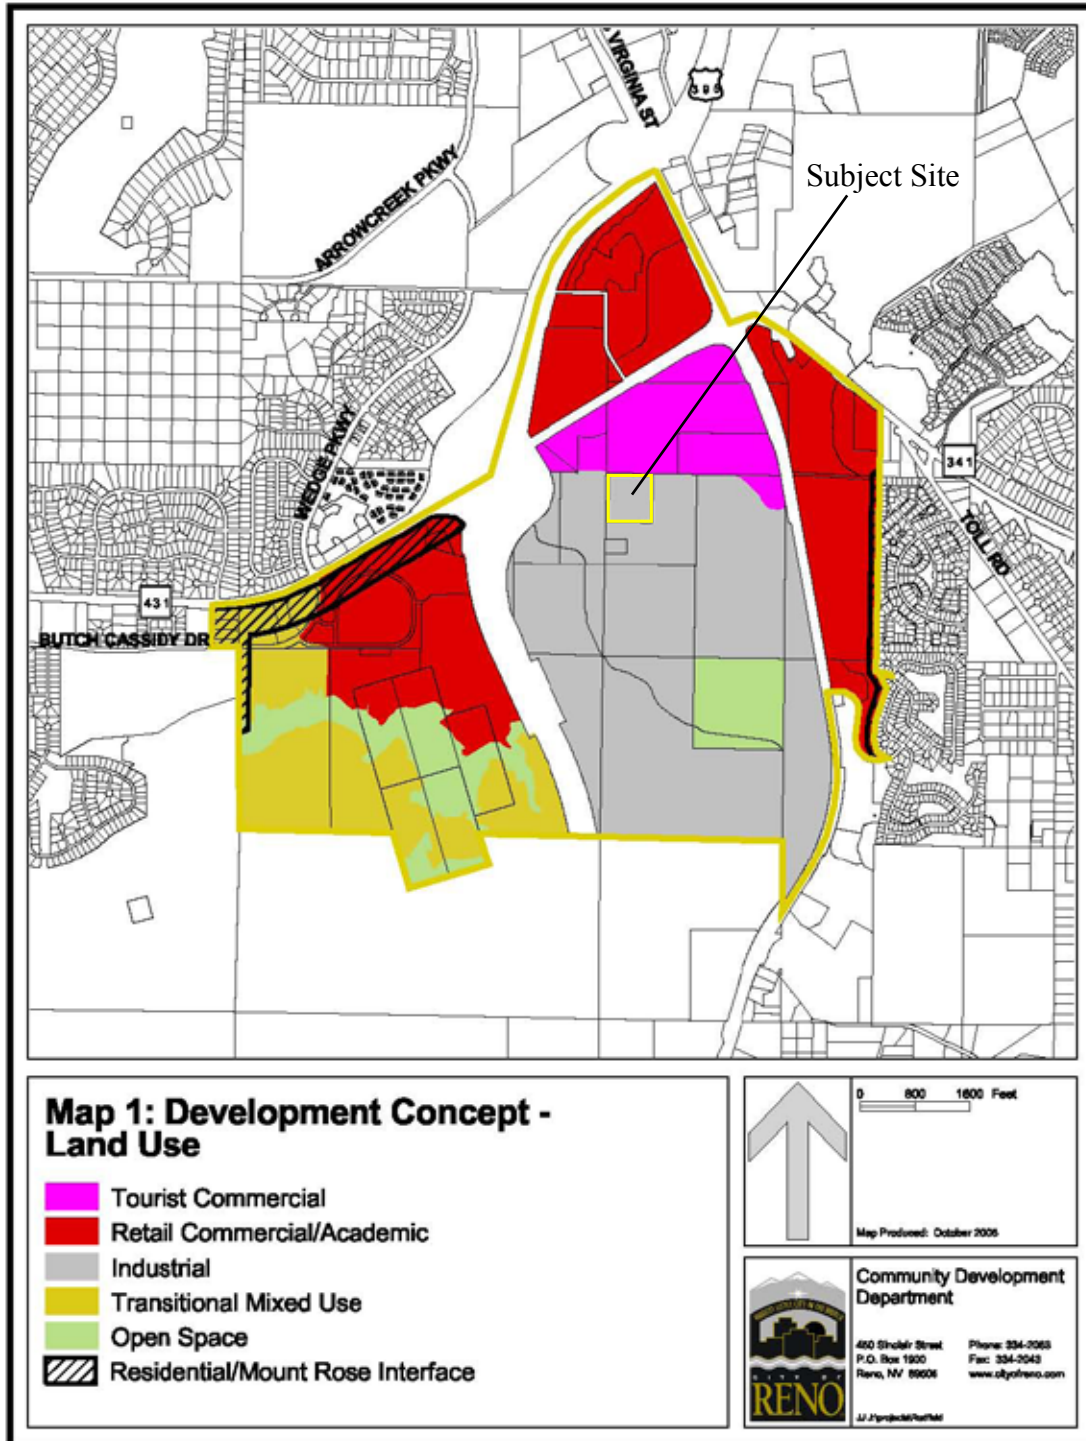 VIRGINIA ST
395
Subject Site
ARROWCREEK PKWY
WEDGE PKWY
341
TOLL RD
431
BUTCH CASSIDY DR
Map 1: Development Concept -
Land Use
Tourist Commercial
Retail Commercial/Academic
Industrial
Transitional Mixed Use
Open Space
Residential/Mount Rose Interface
0 800 1600 Feet
Map Produced: October 2005
Community Development
Department
450 Sinclair Street Phone: 334-2063
P.O. Box 1900 Fax: 334-2043
Reno, NV 89505 www.cityofreno.com
CITY OF
RENO